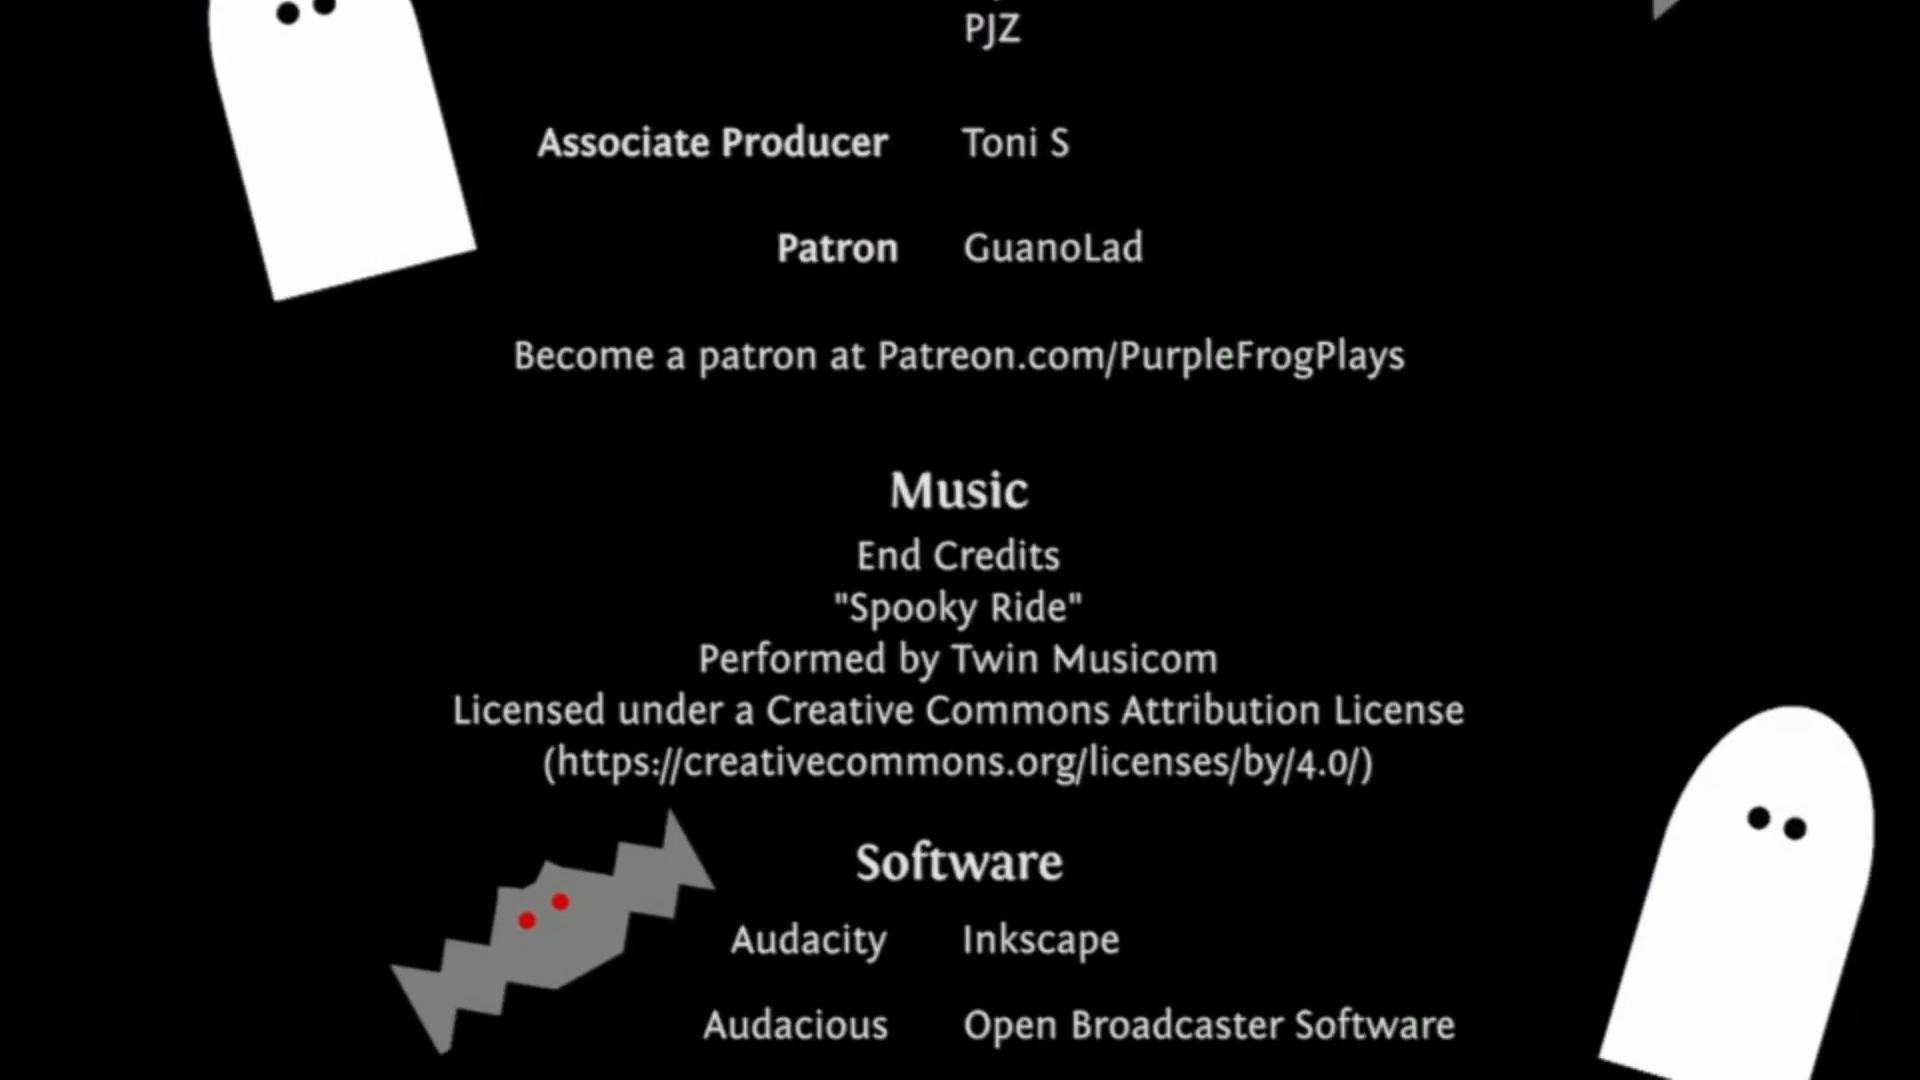 PJZ
Associate Producer Toni S
Patron GuanoLad
Become a patron at Patreon.com/PurpleFrogPlays
Music
End Credits
"Spooky Ride"
Performed by Twin Musicom
Licensed under a Creative Commons Attribution License
(https://creativecommons.org/licenses/by/4.0/)
Software
Audacity Inkscape
Audacious Open Broadcaster Software